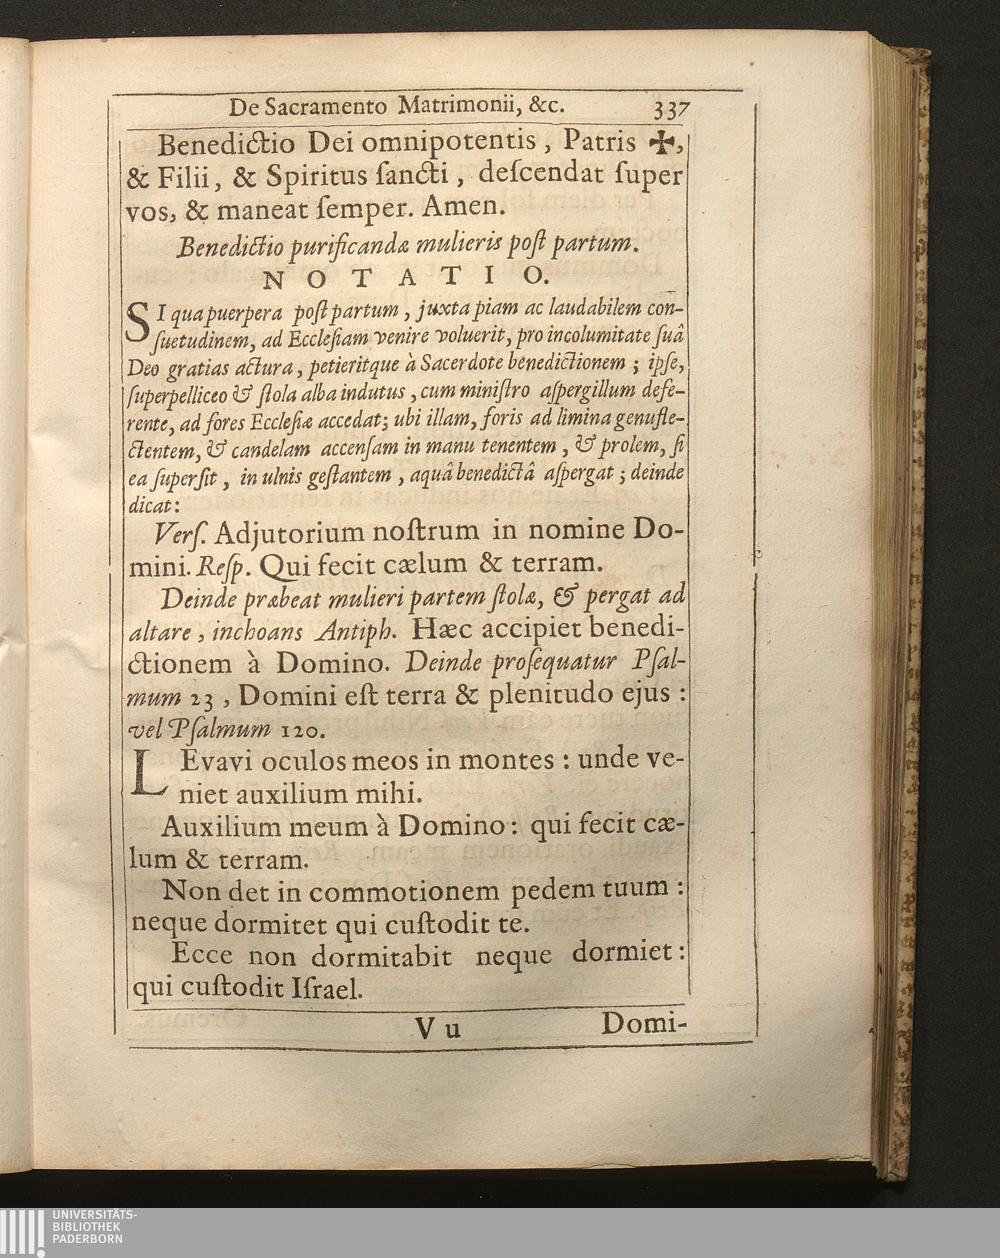 De Sacramento Matrimonii, &c. 337
Benedictio Dei omnipotentis, Patris ✠,
& Filii, & Spiritus ſancti, deſcendat ſuper
vos, & maneat ſemper. Amen.
Benedictio purificandæ mulieris poſt partum.
NOTATIO.
SI qua puerpera poſt partum, juxta piam ac laudabilem con-
ſuetudinem, ad Eccleſiam venire voluerit, pro incolumitate ſuâ
Deo gratias actura, petieritque à Sacerdote benedictionem; ipſe,
ſuperpelliceo & ſtola alba indutus, cum miniſtro aſpergillum defe-
rente, ad fores Eccleſiæ accedat; ubi illam, foris ad limina genufle-
ctentem, & candelam accenſam in manu tenentem, & prolem, ſi
ea ſuperſit, in ulnis geſtantem, aquâ benedictâ aſpergat; deinde
dicat:
Verſ. Adjutorium noſtrum in nomine Do-
mini. Reſp. Qui fecit cælum & terram.
Deinde præbeat mulieri partem ſtolæ, & pergat ad
altare, inchoans Antiph. Hæc accipiet benedi-
ctionem à Domino. Deinde proſequatur Pſal-
mum 23, Domini eſt terra & plenitudo ejus:
vel Pſalmum 120.
LEvavi oculos meos in montes: unde ve-
niet auxilium mihi.
Auxilium meum à Domino: qui fecit cæ-
lum & terram.
Non det in commotionem pedem tuum:
neque dormitet qui cuſtodit te.
Ecce non dormitabit neque dormiet:
qui cuſtodit Iſrael.
Vu Domi-
UNIVERSITÄTS-
BIBLIOTHEK
PADERBORN